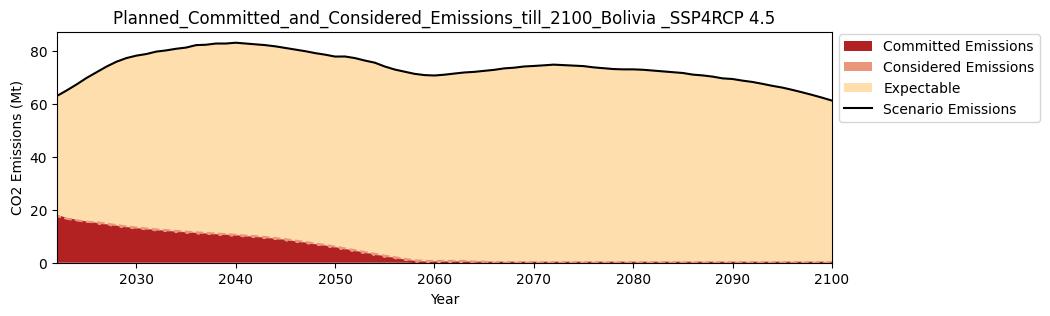 Planned_Committed_and_Considered_Emissions_till_2100_Bolivia _SSP4RCP 4.5
CO2 Emissions (Mt)
80
60
40
20
0
2030 2040 2050 2060 2070 2080 2090 2100
Year
Committed Emissions
Considered Emissions
Expectable
Scenario Emissions